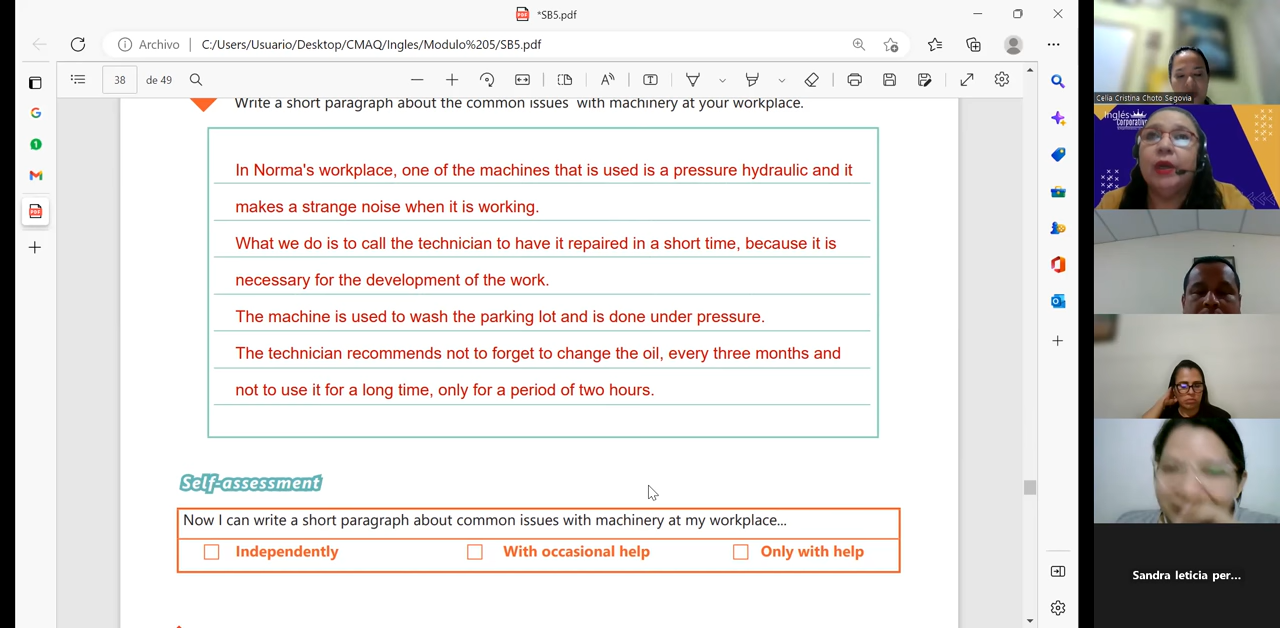 *SB5.pdf
Archivo
C:/Users/Usuario/Desktop/CMAQ/Ingles/Modulo%205/SB5.pdf
38 de 49
Write a short paragraph about the common issues with machinery at your workplace.
In Norma's workplace, one of the machines that is used is a pressure hydraulic and it
makes a strange noise when it is working.
What we do is to call the technician to have it repaired in a short time, because it is
necessary for the development of the work.
The machine is used to wash the parking lot and is done under pressure.
The technician recommends not to forget to change the oil, every three months and
not to use it for a long time, only for a period of two hours.
Self-assessment
Now I can write a short paragraph about common issues with machinery at my workplace...
Independently With occasional help Only with help
Celia Cristina Choto Segovia
Inglés
Corporativo
Sandra leticia per...